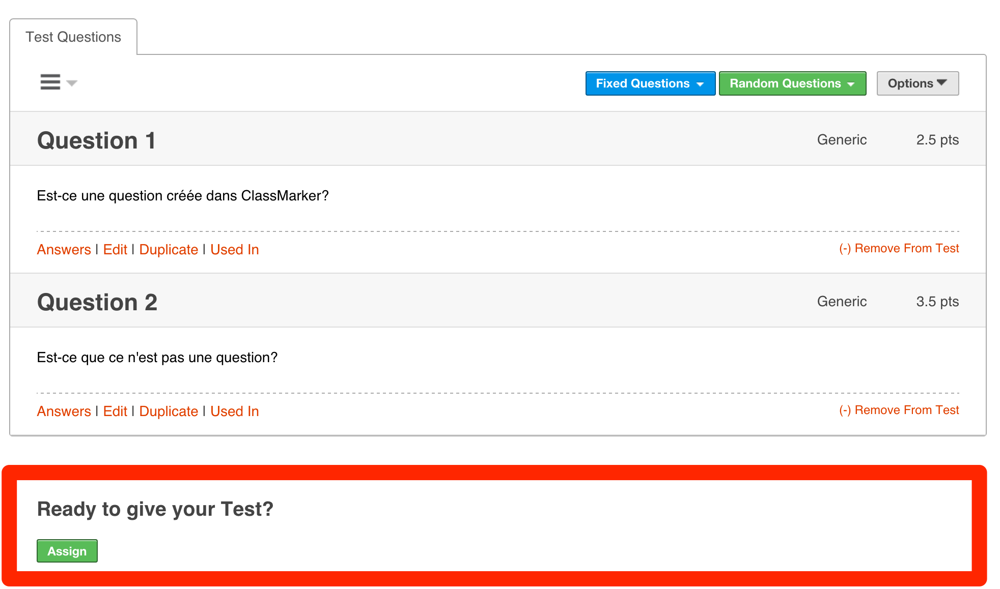 Test Questions
Fixed Questions Random Questions Options
Question 1 Generic 2.5 pts
Est-ce une question créée dans ClassMarker?
Answers | Edit | Duplicate | Used In (-) Remove From Test
Question 2 Generic 3.5 pts
Est-ce que ce n'est pas une question?
Answers | Edit | Duplicate | Used In (-) Remove From Test
Ready to give your Test?
Assign